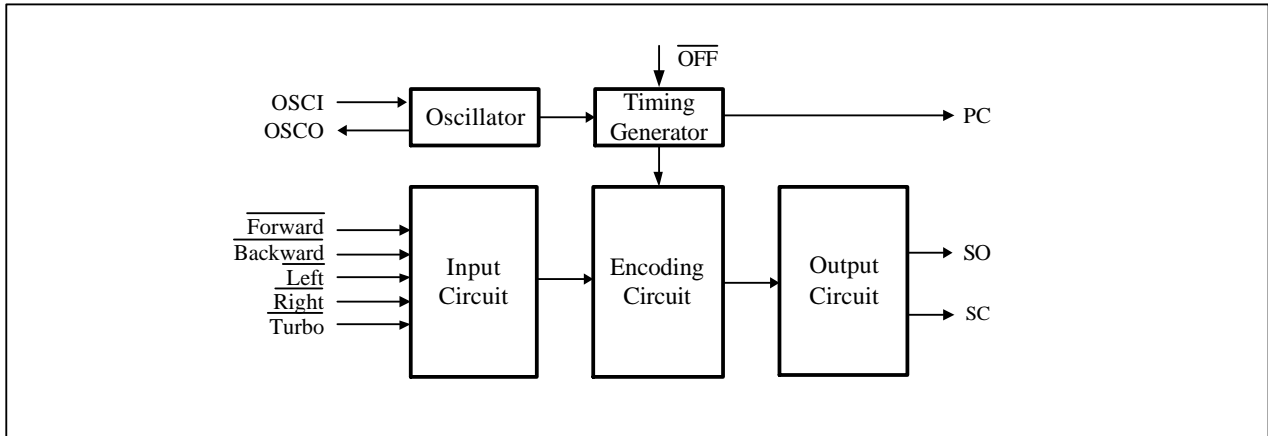 OFF
OSCI
OSCO
Oscillator
Timing
Generator
PC
Forward
Backward
Left
Right
Turbo
Input
Circuit
Encoding
Circuit
Output
Circuit
SO
SC